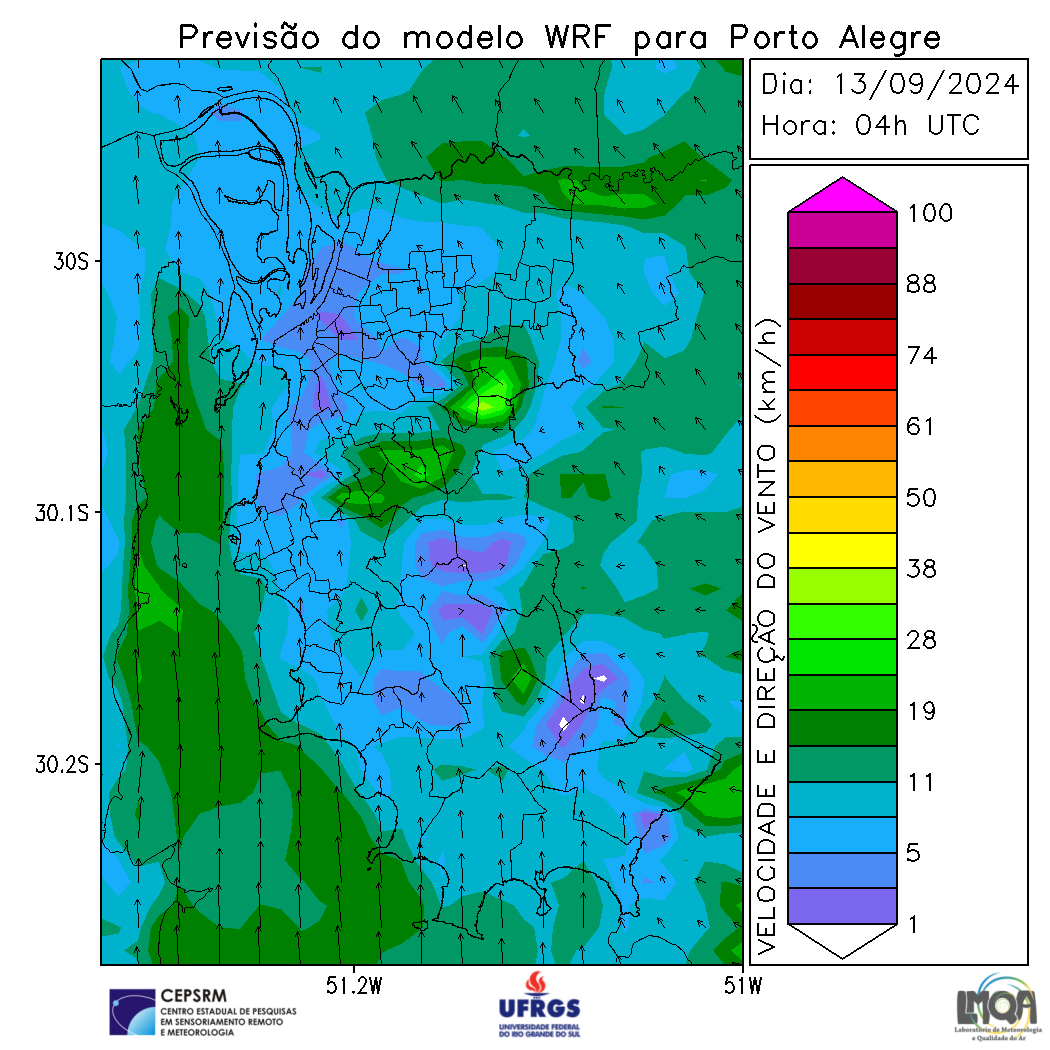 Previsão do modelo WRF para Porto Alegre
Dia: 13/09/2024
Hora: 04h UTC
30S
30.1S
30.2S
51.2W
51W
VELOCIDADE E DIREÇÃO DO VENTO (km/h)
100
88
74
61
50
38
28
19
11
5
1
CEPSRM
CENTRO ESTADUAL DE PESQUISAS
EM SENSORIAMENTO REMOTO
E METEOROLOGIA
UFRGS
UNIVERSIDADE FEDERAL
DO RIO GRANDE DO SUL
LMQA
Laboratório de Meteorologia
e Qualidade do Ar